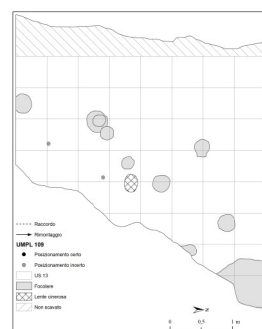 Raccordo
Rimontaggio
UMPL 109
Posizionamento certo
Posizionamento incerto
US 13
Focolare
Lente cinerosa
Non scavato
N
0 0,5 1 m